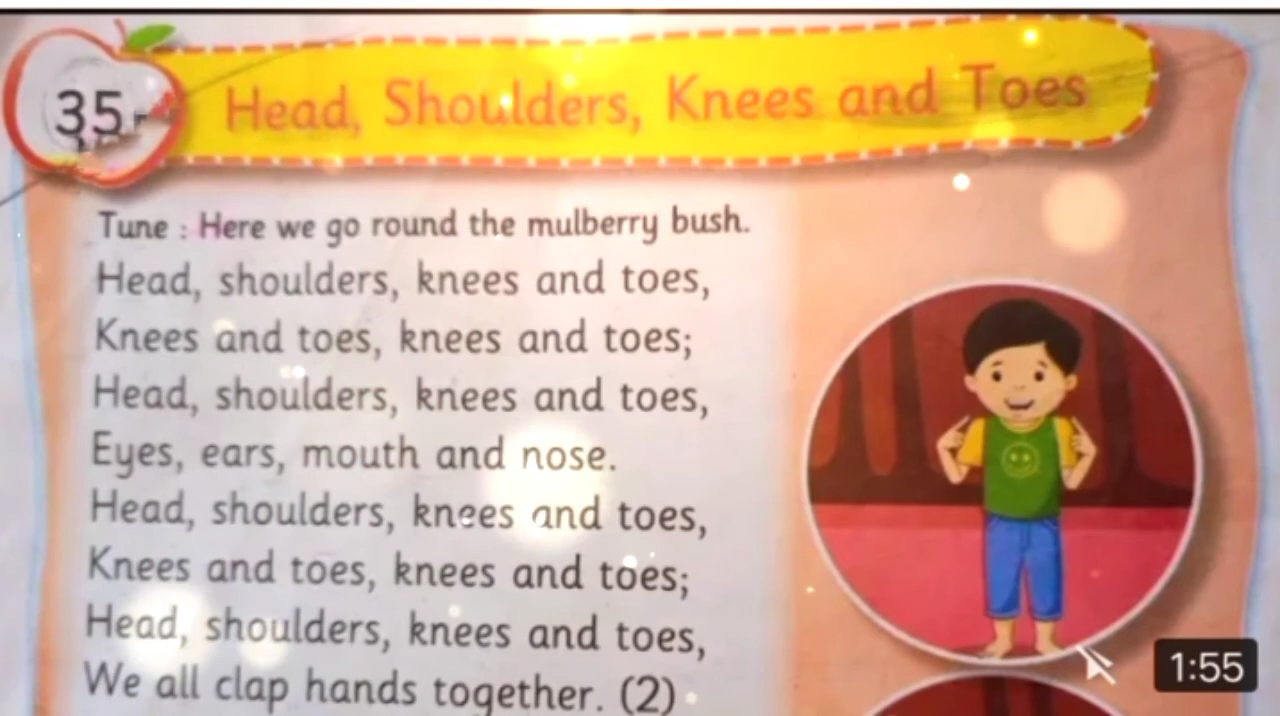 35
Head, Shoulders, Knees and Toes
Tune : Here we go round the mulberry bush.
Head, shoulders, knees and toes,
Knees and toes, knees and toes;
Head, shoulders, knees and toes,
Eyes, ears, mouth and nose.
Head, shoulders, knees and toes,
Knees and toes, knees and toes;
Head, shoulders, knees and toes,
We all clap hands together. (2)
1:55